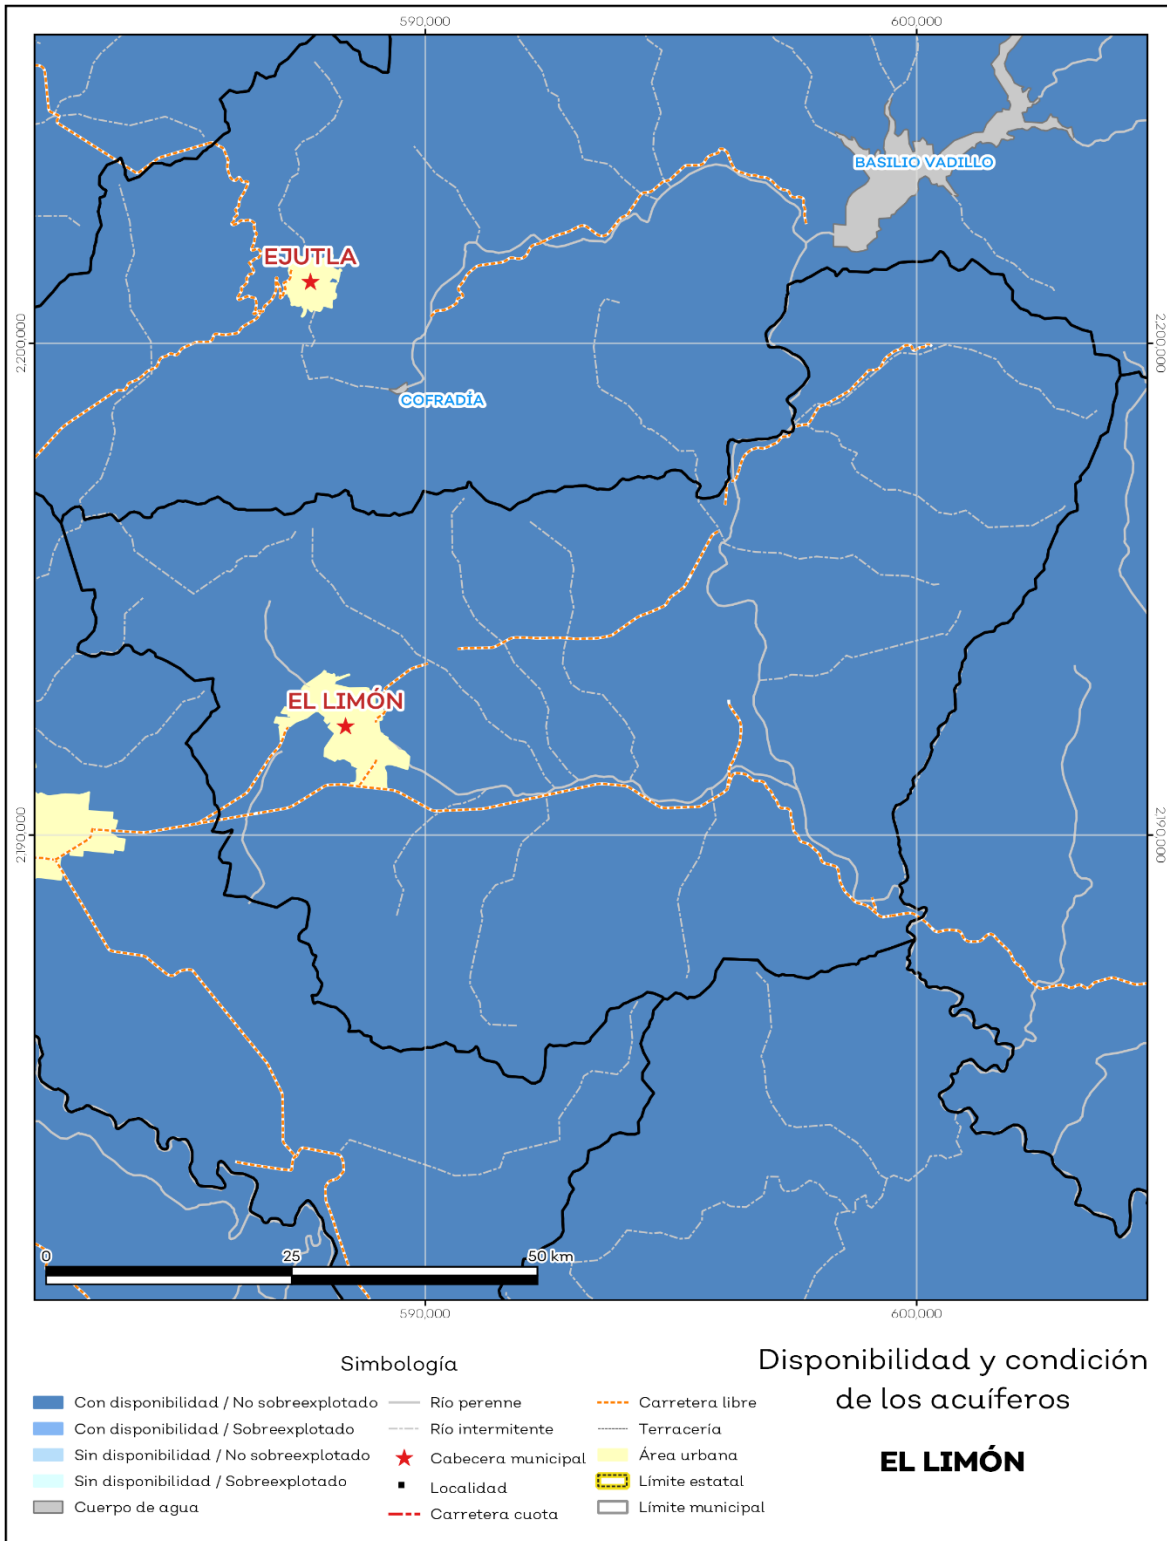 590,000
600,000
BASILIO VADILLO
EJUTLA
2,200,000
2,200,000
COFRADÍA
EL LIMÓN
2,190,000
2,190,000
0
25
50 km
590,000
600,000
Simbología
Con disponibilidad / No sobreexplotado
Con disponibilidad / Sobreexplotado
Sin disponibilidad / No sobreexplotado
Sin disponibilidad / Sobreexplotado
Cuerpo de agua
Río perenne
Río intermitente
Cabecera municipal
Localidad
Carretera cuota
Carretera libre
Terracería
Área urbana
Límite estatal
Límite municipal
Disponibilidad y condición
de los acuíferos
EL LIMÓN